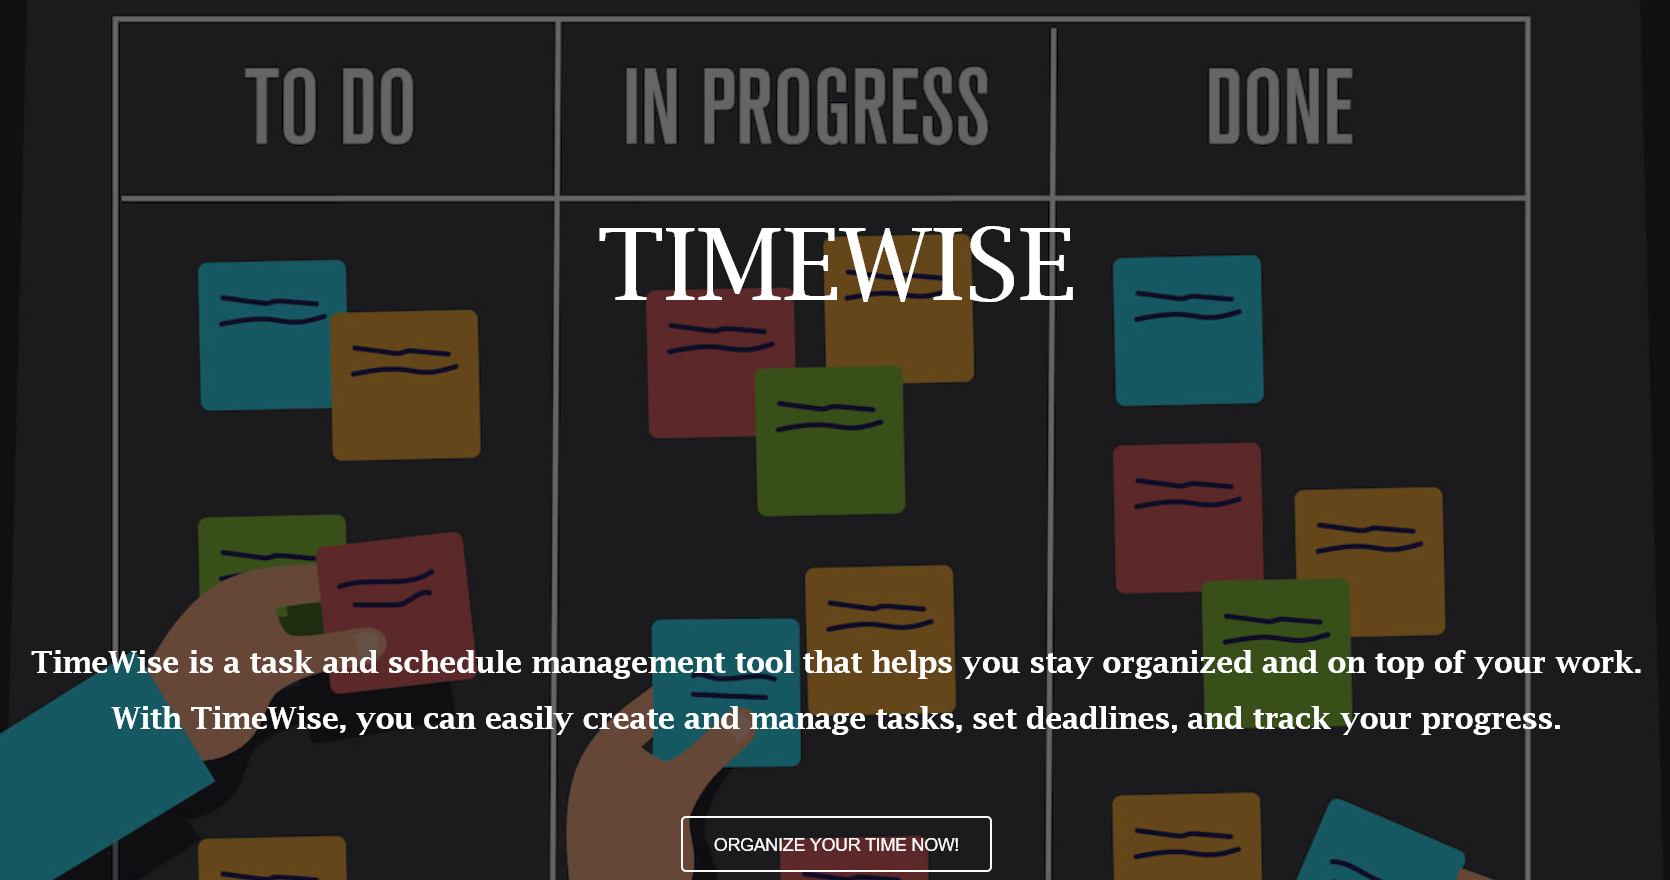 TO DO
IN PROGRESS
DONE
TIMEWISE
TimeWise is a task and schedule management tool that helps you stay organized and on top of your work.
With TimeWise, you can easily create and manage tasks, set deadlines, and track your progress.
ORGANIZE YOUR TIME NOW!